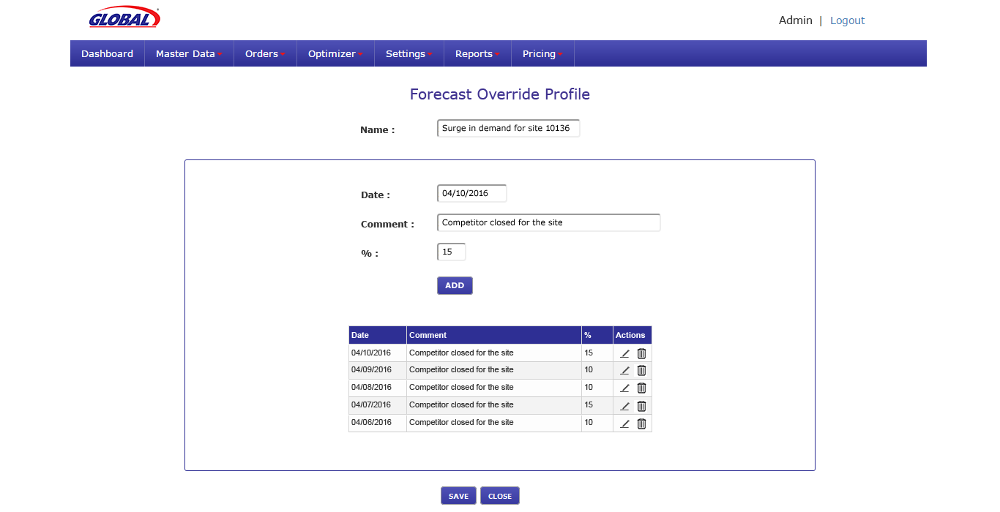 GLOBAL
Admin | Logout
Dashboard Master Data Orders Optimizer Settings Reports Pricing
Forecast Override Profile
Name : Surge in demand for site 10136
Date : 04/10/2016
Comment : Competitor closed for the site
% : 15
ADD
Date Comment % Actions
04/10/2016 Competitor closed for the site 15
04/09/2016 Competitor closed for the site 10
04/08/2016 Competitor closed for the site 10
04/07/2016 Competitor closed for the site 15
04/06/2016 Competitor closed for the site 10
SAVE CLOSE